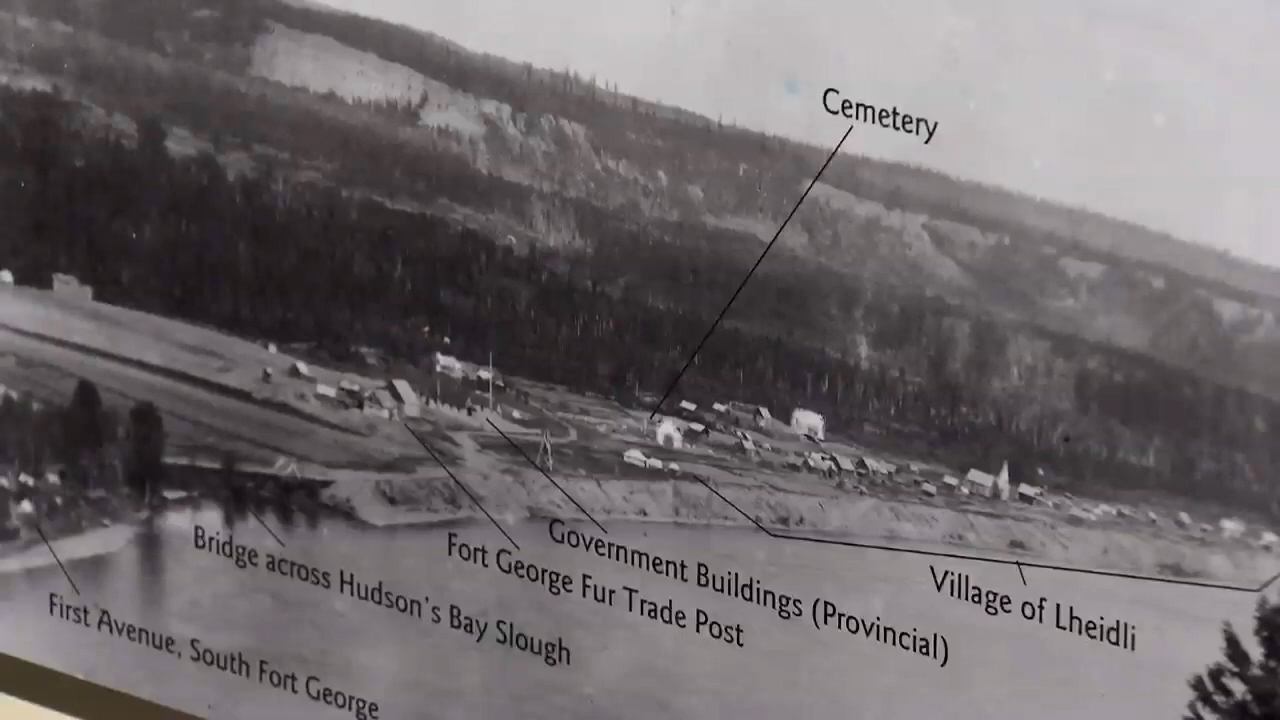 Cemetery
Government Buildings (Provincial)
Village of Lheidli
Fort George Fur Trade Post
Bridge across Hudson's Bay Slough
First Avenue, South Fort George